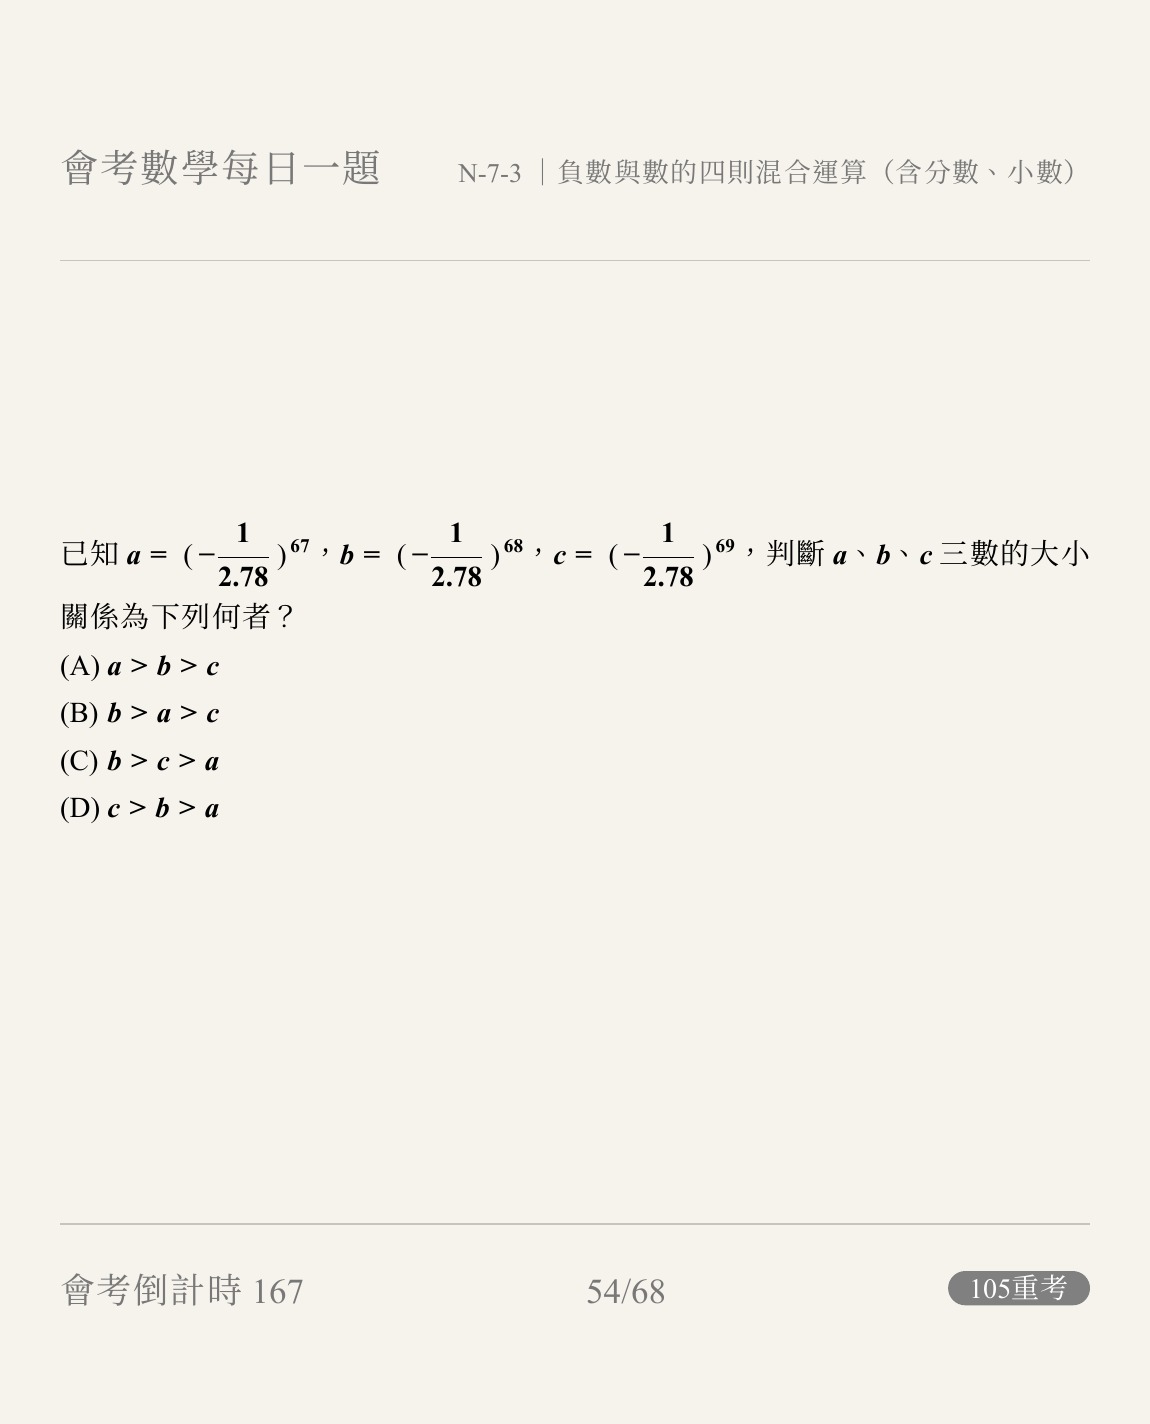 會考數學每日一題
N-7-3｜負數與數的四則混合運算（含分數、小數）
已知 a = (−1/2.78)^67，b = (−1/2.78)^68，c = (−1/2.78)^69，判斷 a、b、c 三數的大小
關係為下列何者？
(A) a > b > c
(B) b > a > c
(C) b > c > a
(D) c > b > a
會考倒計時 167
54/68
105重考